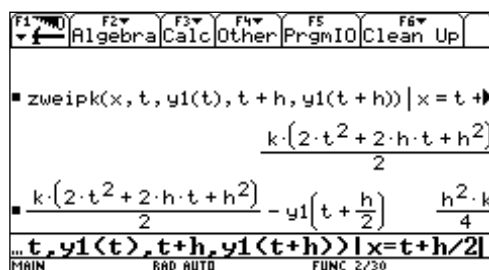 F1 F2 F3 F4 F5 F6
Algebra Calc Other PrgmIO Clean Up
▪ zweipk(x, t, y1(t), t + h, y1(t + h)) | x = t +▶
k·(2·t² + 2·h·t + h²)
2
▪ k·(2·t² + 2·h·t + h²) / 2 - y1(t + h/2) h²·k / 4
…t,y1(t),t+h,y1(t+h))|x=t+h/2|
MAIN RAD AUTO FUNC 2/30